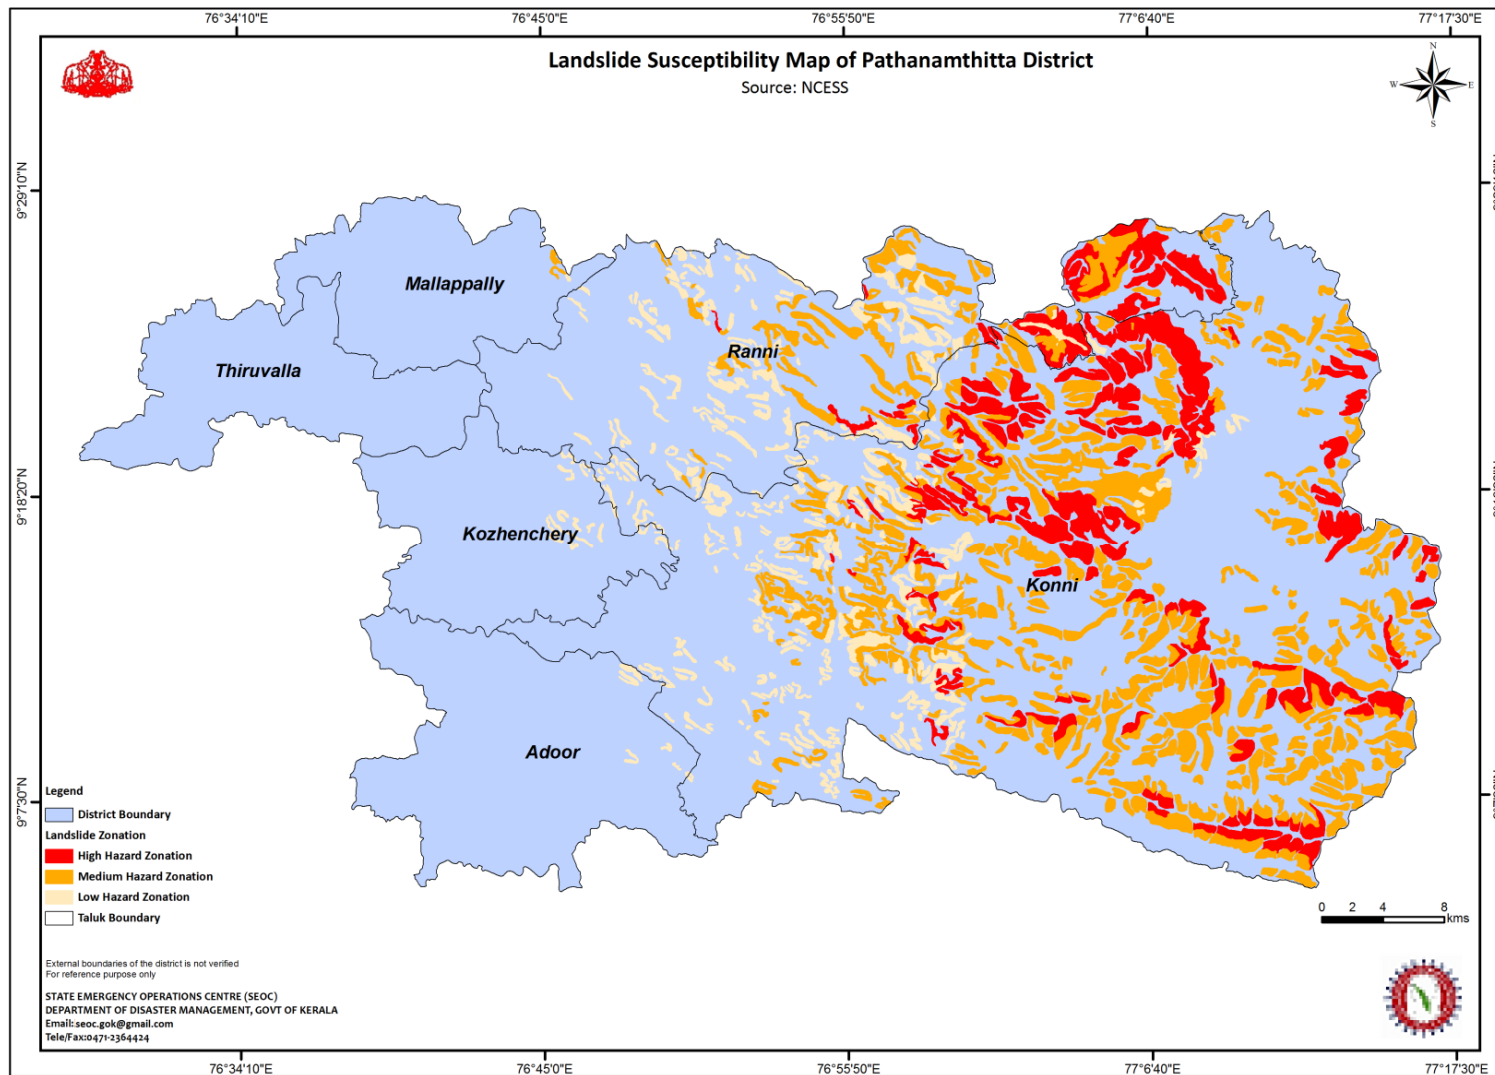 76°34'10"E 76°45'0"E 76°55'50"E 77°6'40"E 77°17'30"E
Landslide Susceptibility Map of Pathanamthitta District
Source: NCESS
N
W E
S
9°29'10"N
Mallappally
Ranni
Thiruvalla
9°18'20"N
Kozhenchery
Konni
Adoor
9°7'30"N
Legend
District Boundary
Landslide Zonation
High Hazard Zonation
Medium Hazard Zonation
Low Hazard Zonation
Taluk Boundary
0 2 4 8
kms
External boundaries of the district is not verified
For reference purpose only
STATE EMERGENCY OPERATIONS CENTRE (SEOC)
DEPARTMENT OF DISASTER MANAGEMENT, GOVT OF KERALA
Email:seoc.gok@gmail.com
Tele/Fax:0471-2364424
76°34'10"E 76°45'0"E 76°55'50"E 77°6'40"E 77°17'30"E